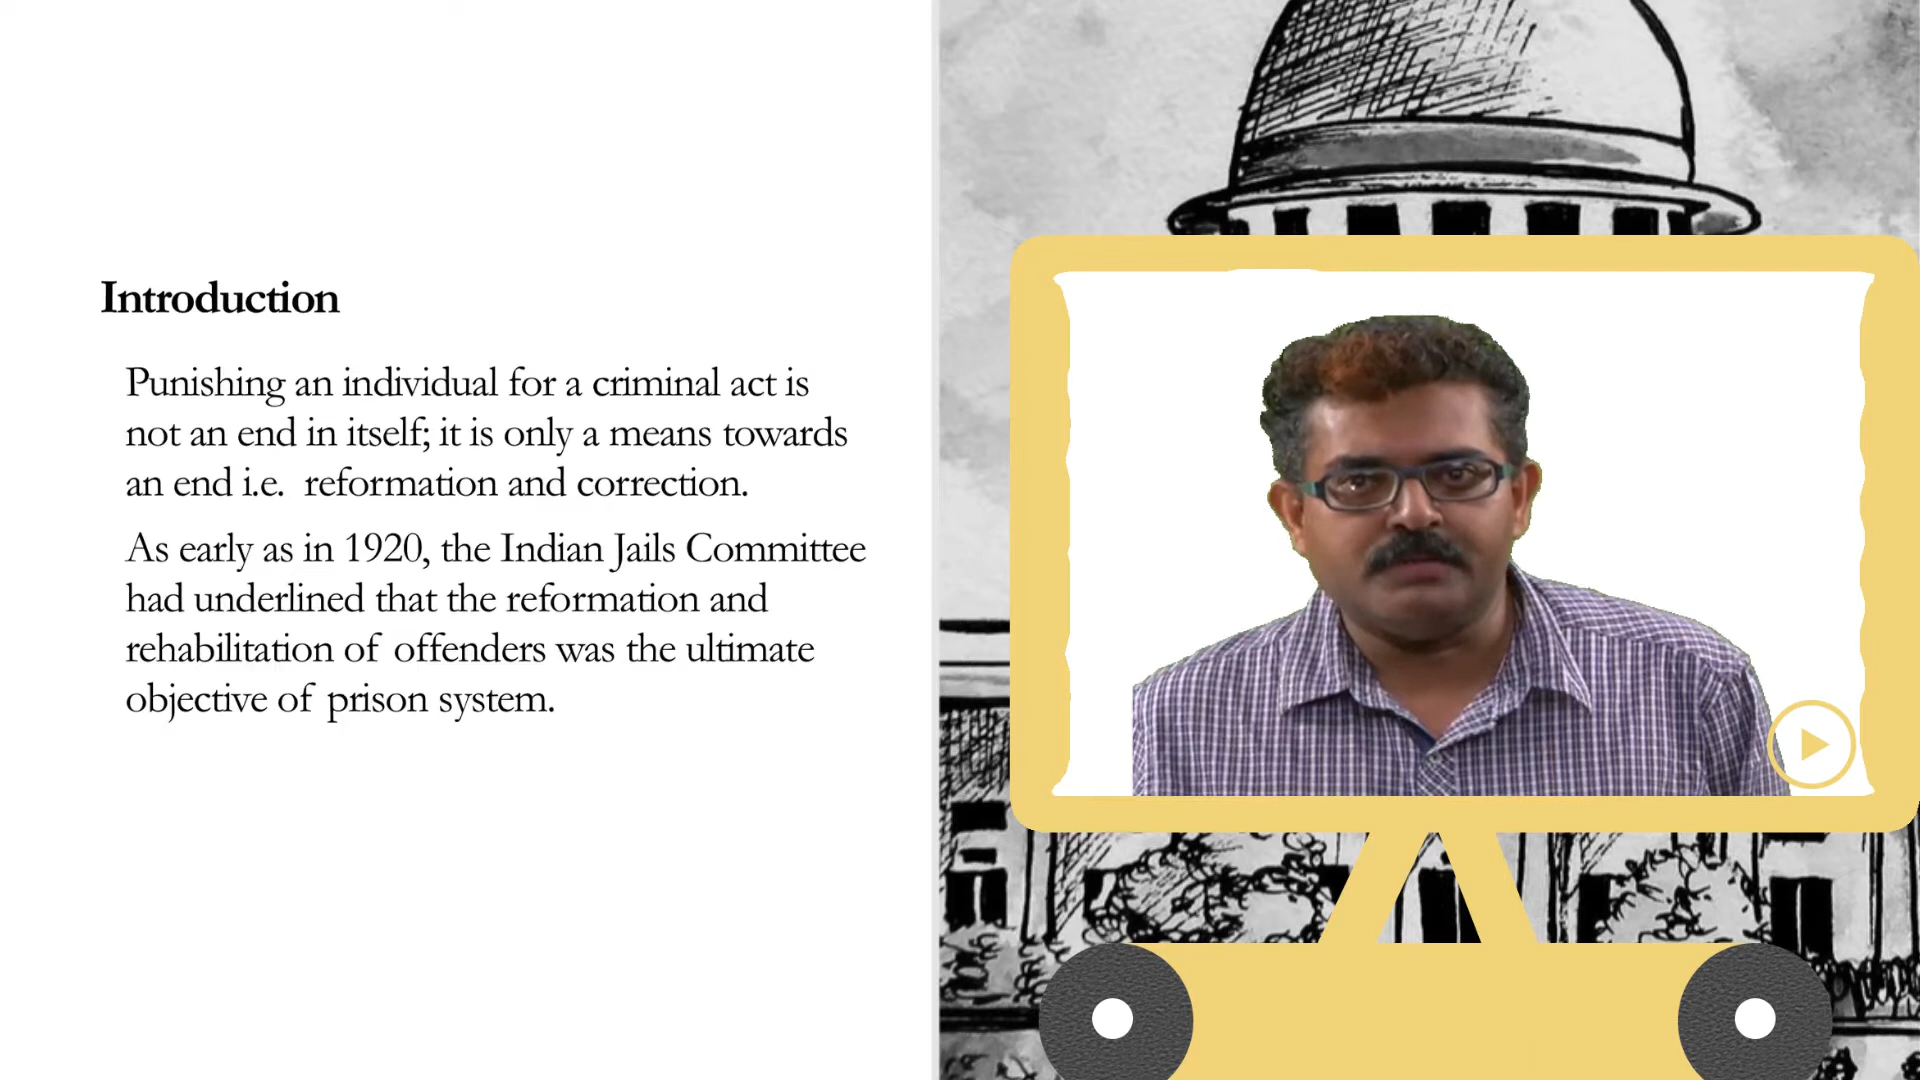 Introduction
Punishing an individual for a criminal act is
not an end in itself; it is only a means towards
an end i.e. reformation and correction.
As early as in 1920, the Indian Jails Committee
had underlined that the reformation and
rehabilitation of offenders was the ultimate
objective of prison system.